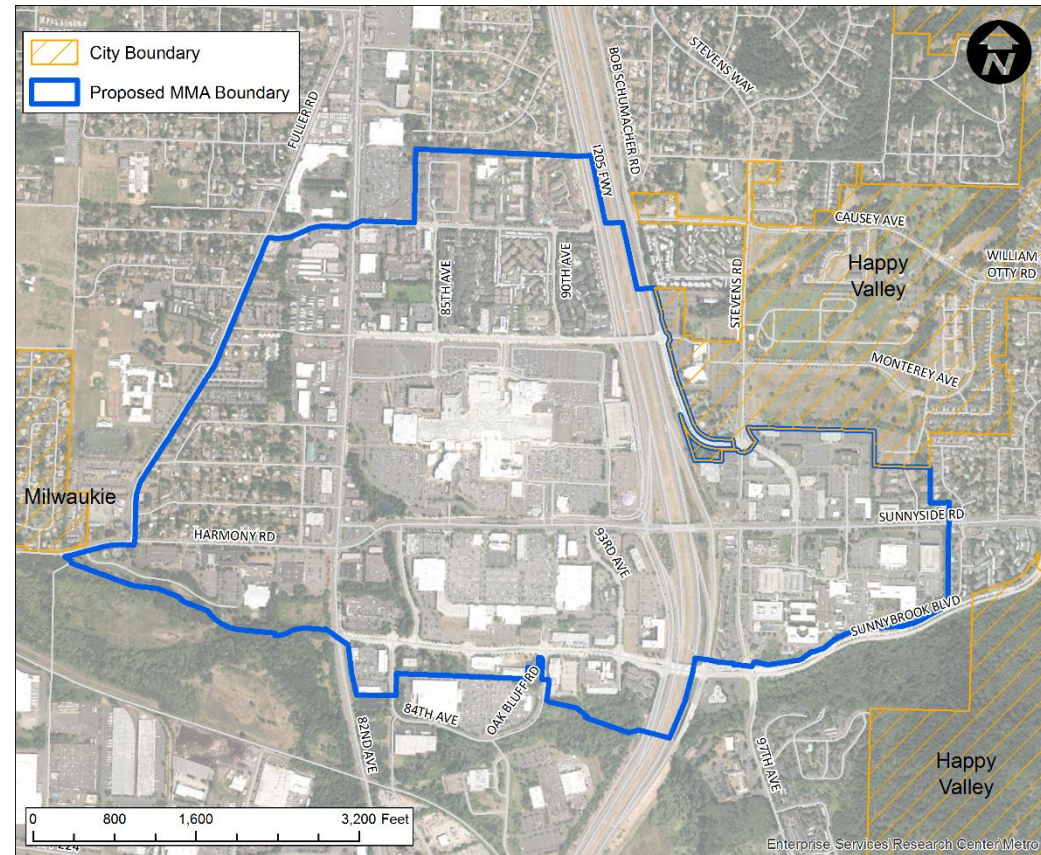 City Boundary
Proposed MMA Boundary
N
FULLER RD
I205 FWY
BOB SCHUMACHER RD
STEVENS WAY
CAUSEY AVE
WILLIAM
OTTY RD
Happy
Valley
85TH AVE
90TH AVE
STEVENS RD
MONTEREY AVE
Milwaukie
HARMONY RD
SUNNYSIDE RD
93RD AVE
SUNNYBROOK BLVD
OAK BLUFF RD
84TH AVE
82ND AVE
97TH AVE
Happy
Valley
0 800 1,600 3,200 Feet
224
Enterprise Services Research Center Metro